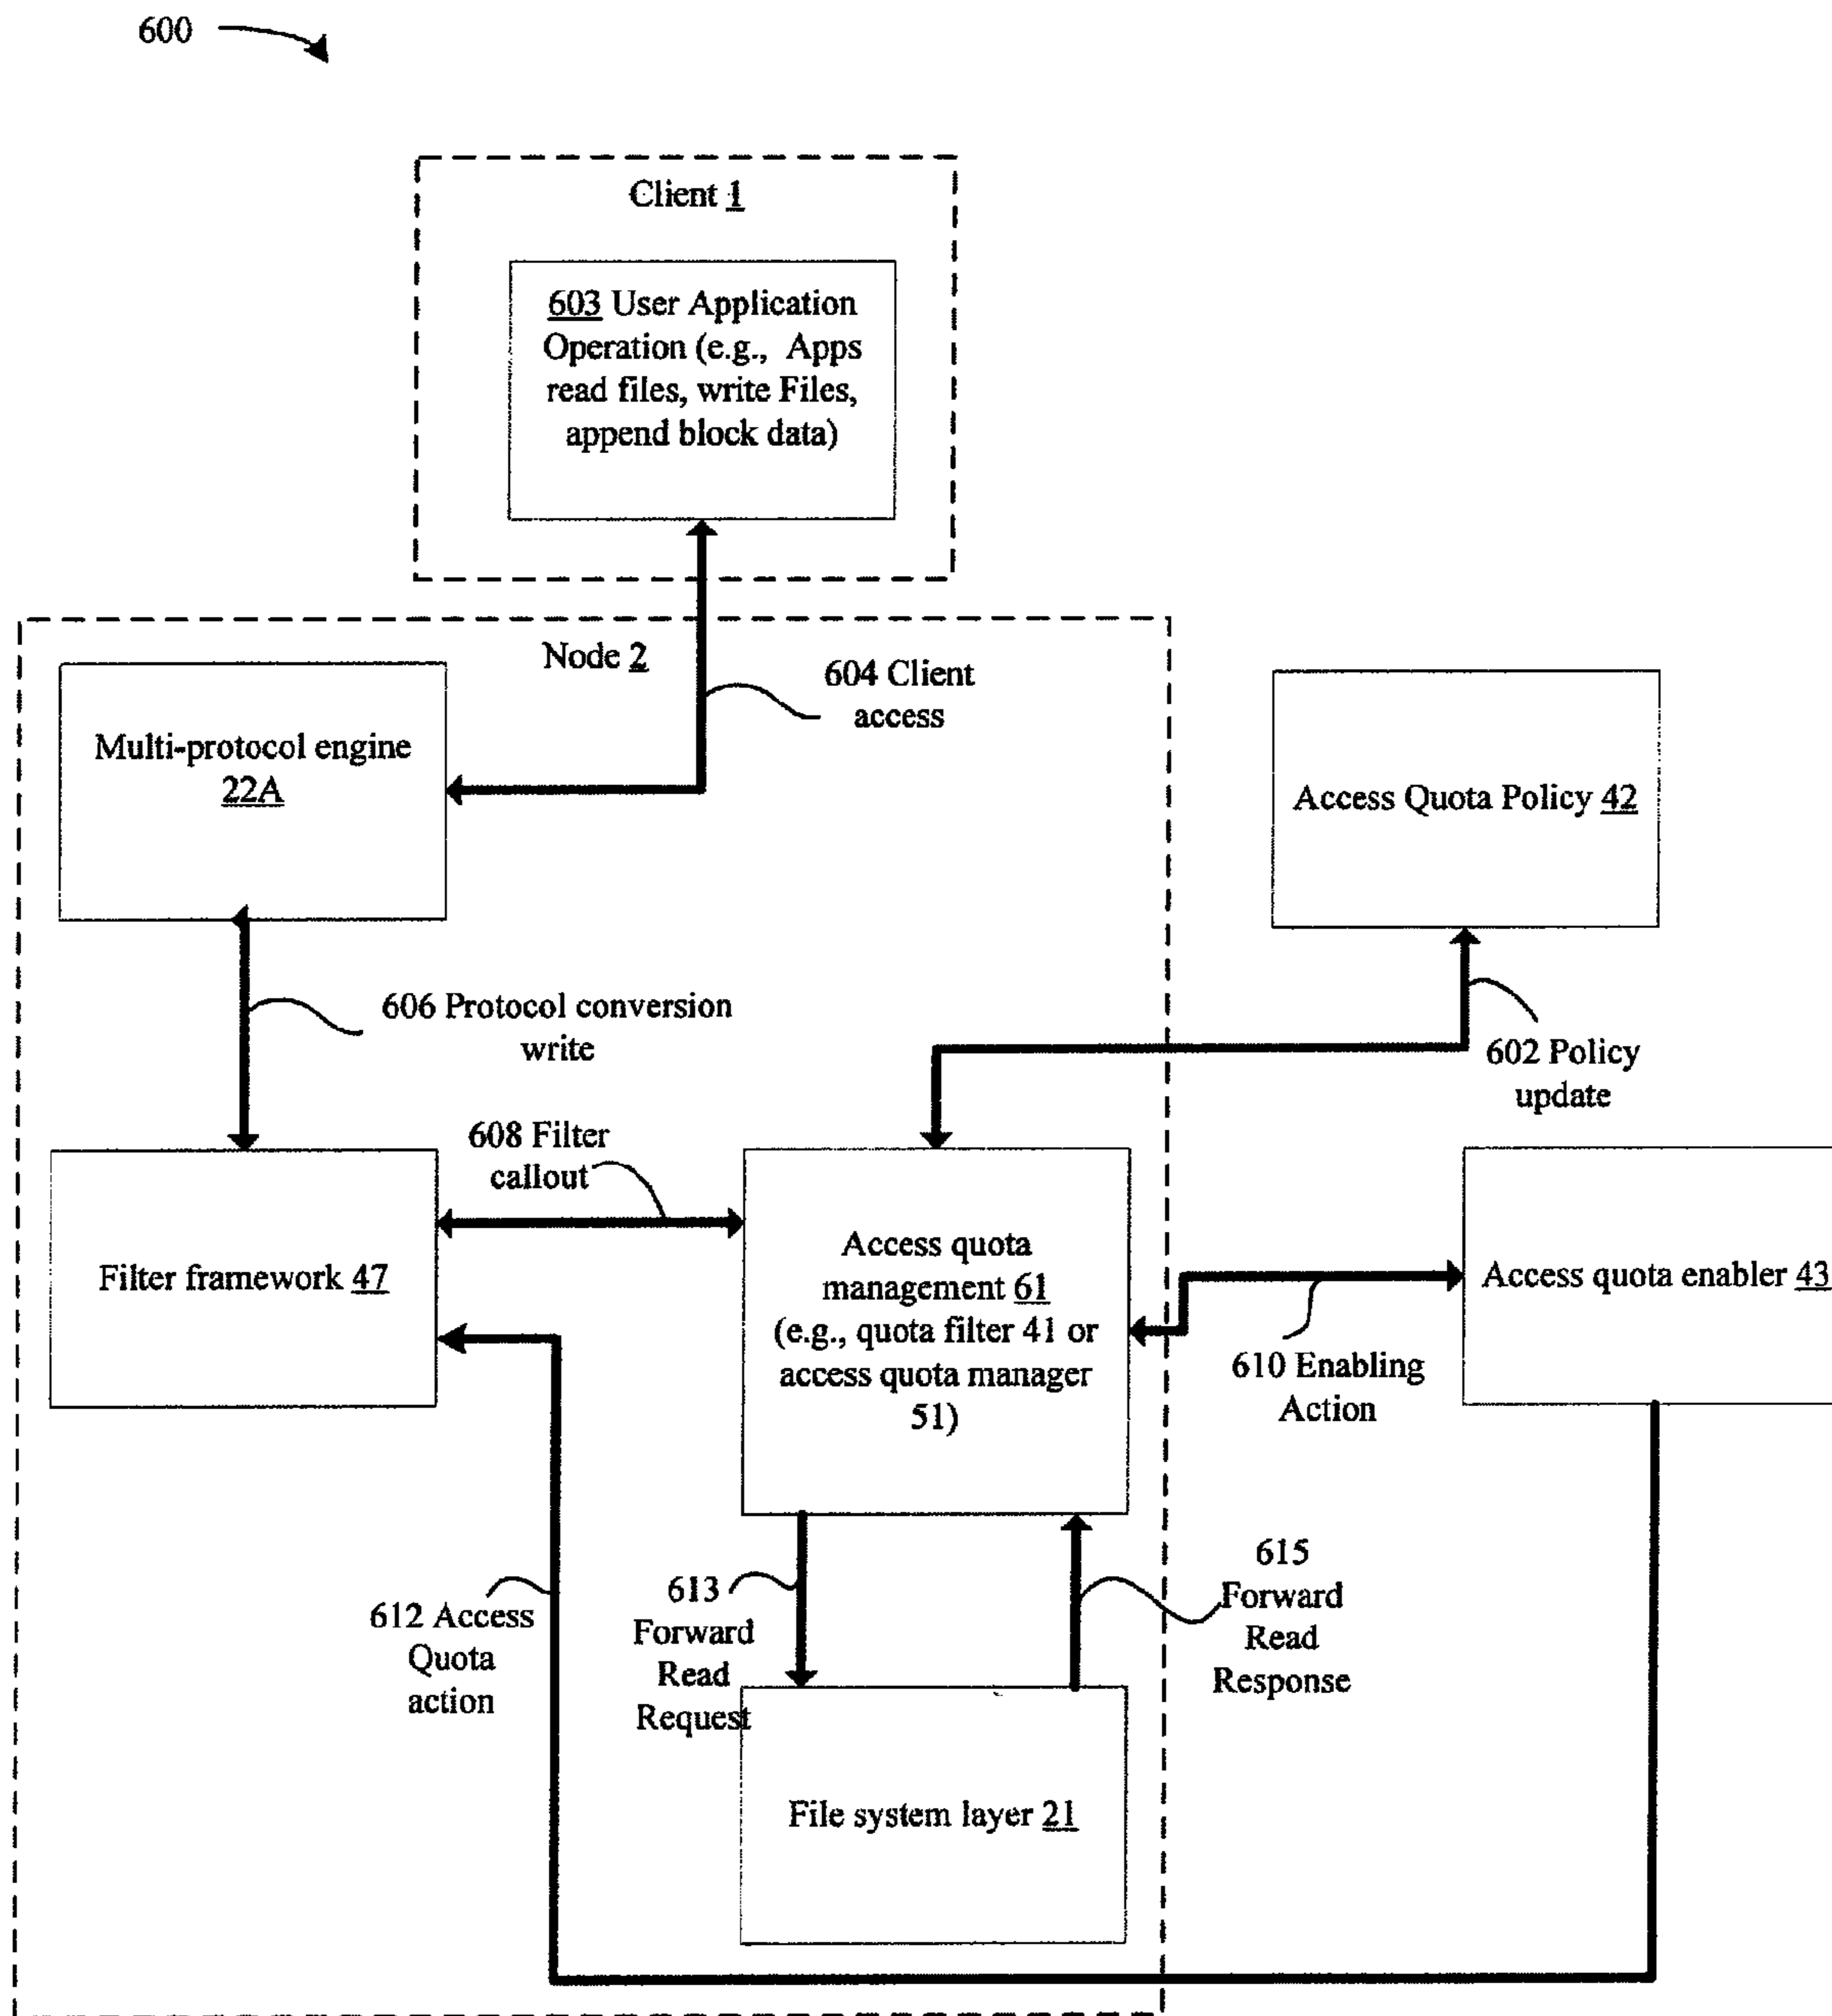 600
Client 1
603 User Application
Operation (e.g., Apps
read files, write Files,
append block data)
Node 2
604 Client
access
Multi-protocol engine
22A
Access Quota Policy 42
606 Protocol conversion
write
602 Policy
update
608 Filter
callout
Filter framework 47
Access quota
management 61
(e.g., quota filter 41 or
access quota manager
51)
Access quota enabler 43
610 Enabling
Action
612 Access
Quota
action
613
Forward
Read
Request
615
Forward
Read
Response
File system layer 21